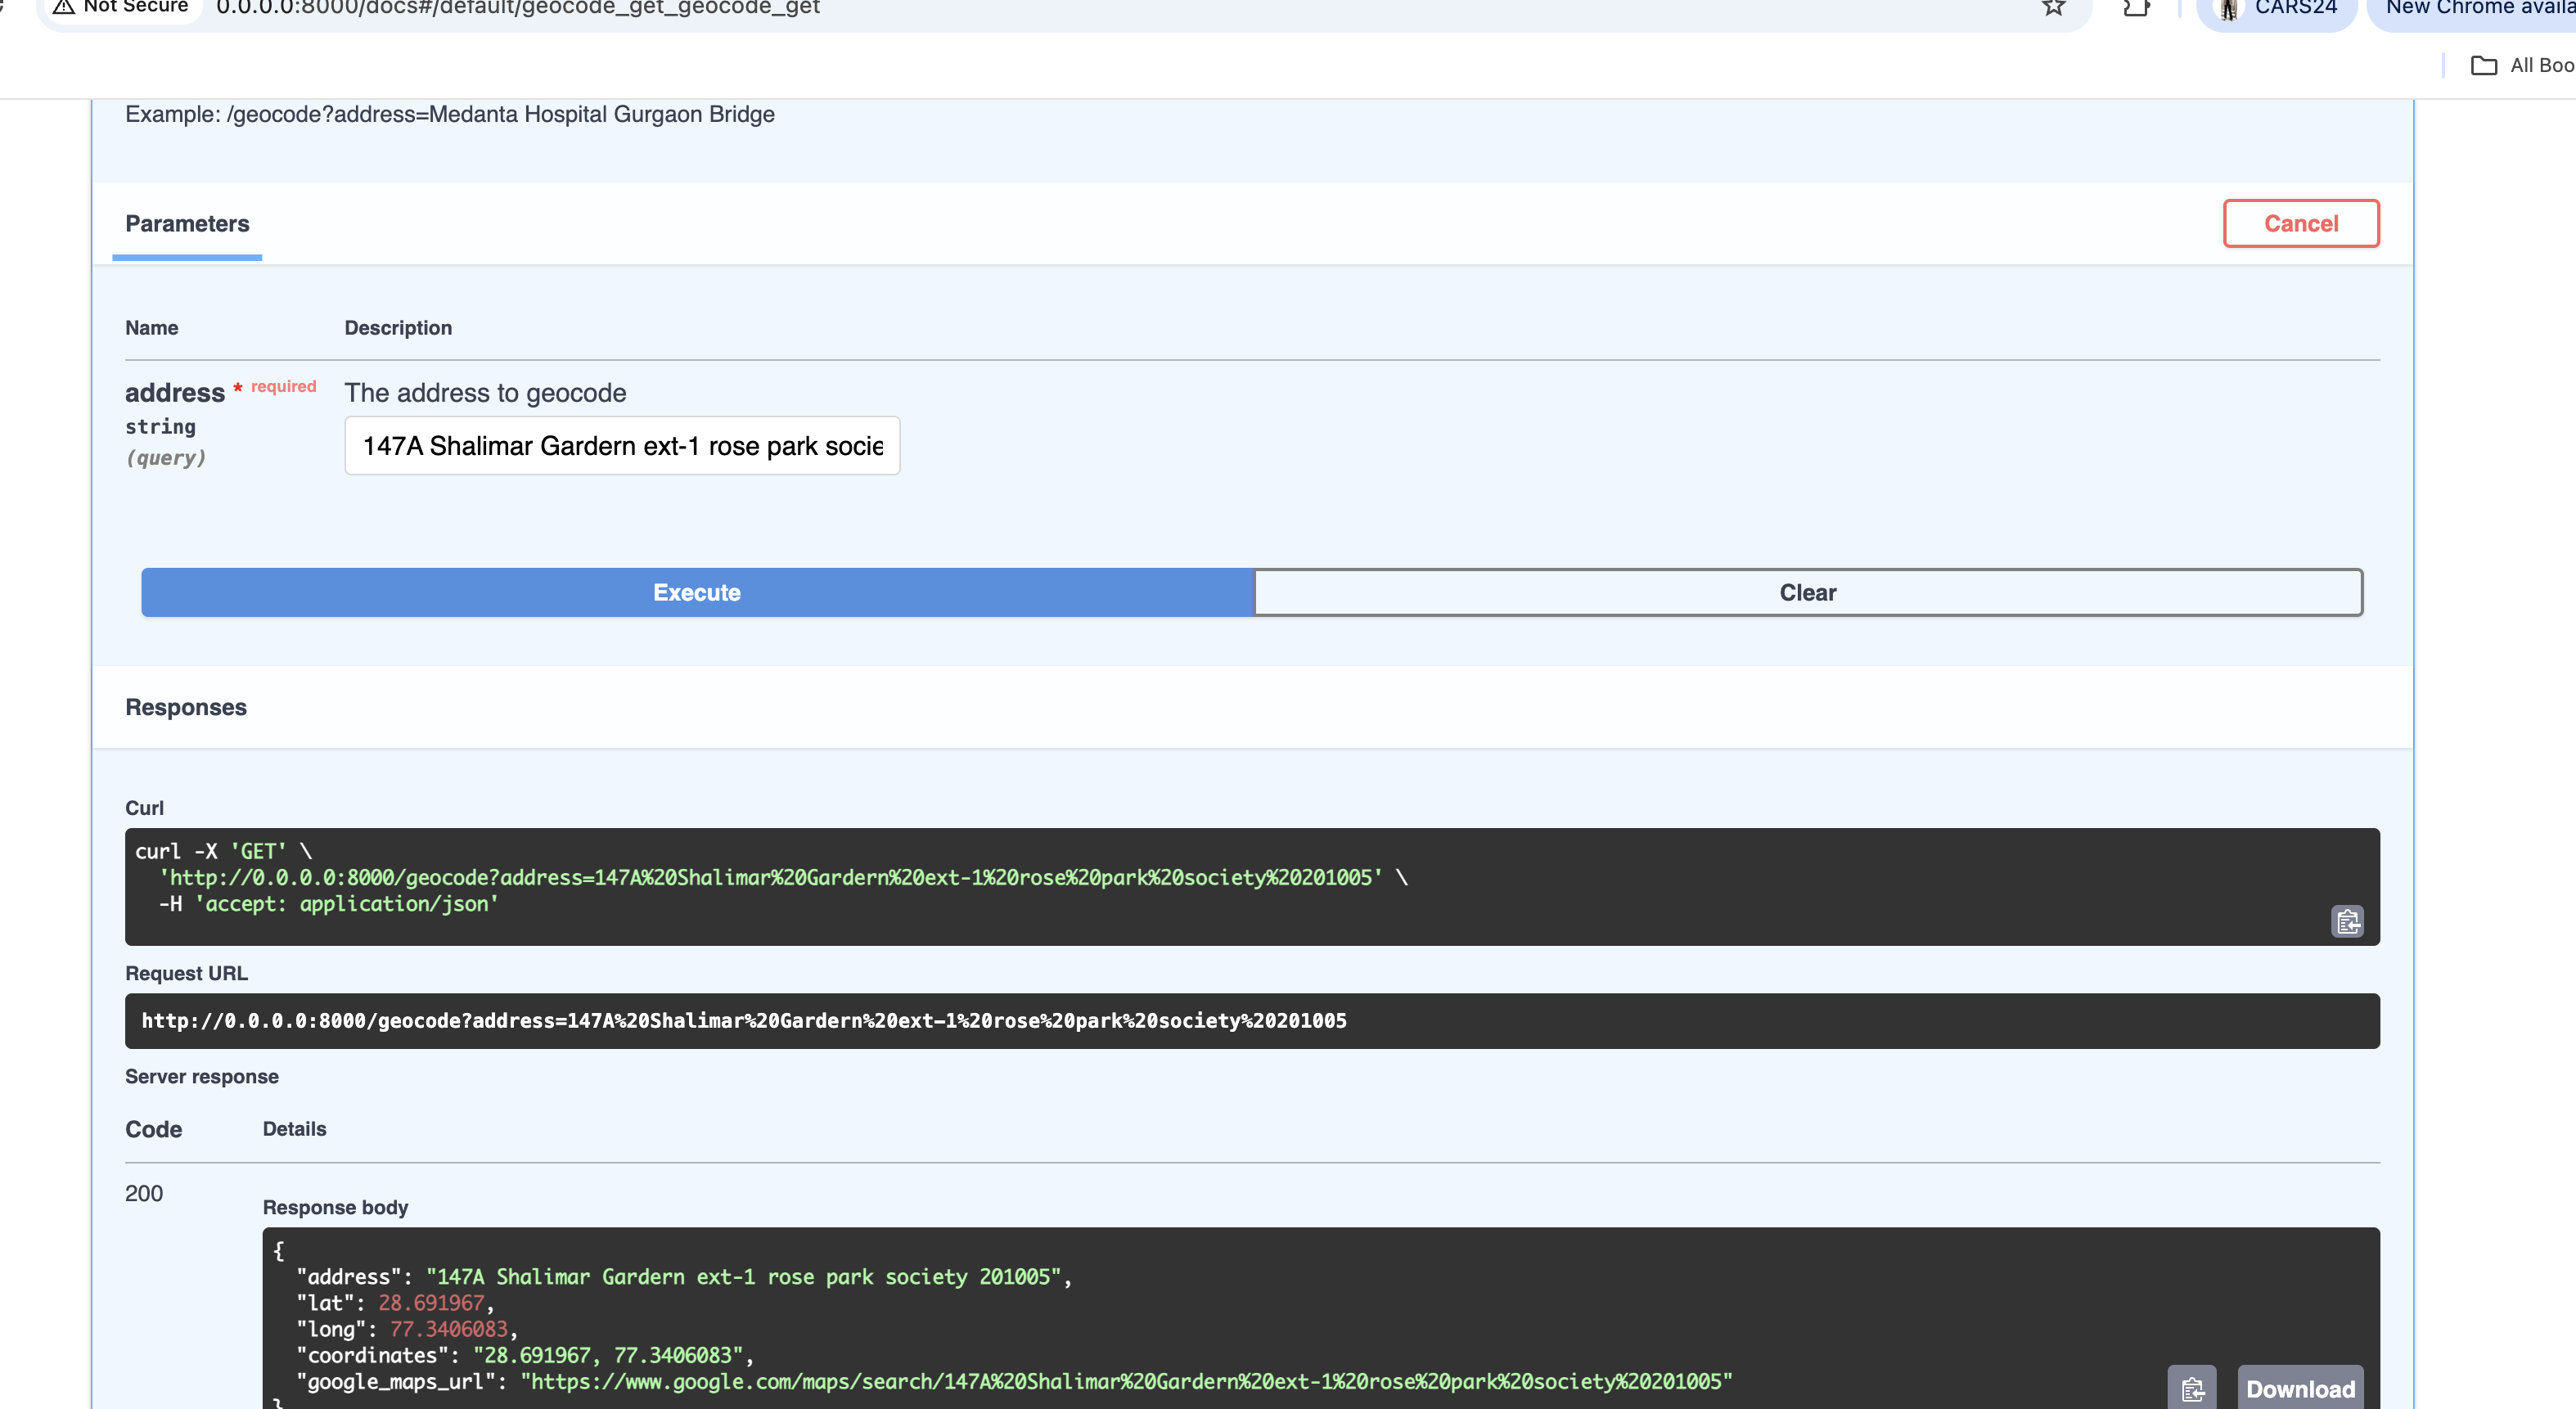 Not Secure 0.0.0.0:8000/docs#/default/geocode_get_geocode_get CARS24 New Chrome availa
All Boo
Example: /geocode?address=Medanta Hospital Gurgaon Bridge
Parameters Cancel
Name Description
address * required The address to geocode
string 147A Shalimar Gardern ext-1 rose park socie
(query)
Execute Clear
Responses
Curl
curl -X 'GET' \
'http://0.0.0.0:8000/geocode?address=147A%20Shalimar%20Gardern%20ext-1%20rose%20park%20society%20201005' \
-H 'accept: application/json'
Request URL
http://0.0.0.0:8000/geocode?address=147A%20Shalimar%20Gardern%20ext-1%20rose%20park%20society%20201005
Server response
Code Details
200
Response body
{
"address": "147A Shalimar Gardern ext-1 rose park society 201005",
"lat": 28.691967,
"long": 77.3406083,
"coordinates": "28.691967, 77.3406083",
"google_maps_url": "https://www.google.com/maps/search/147A%20Shalimar%20Gardern%20ext-1%20rose%20park%20society%20201005"
}
Download